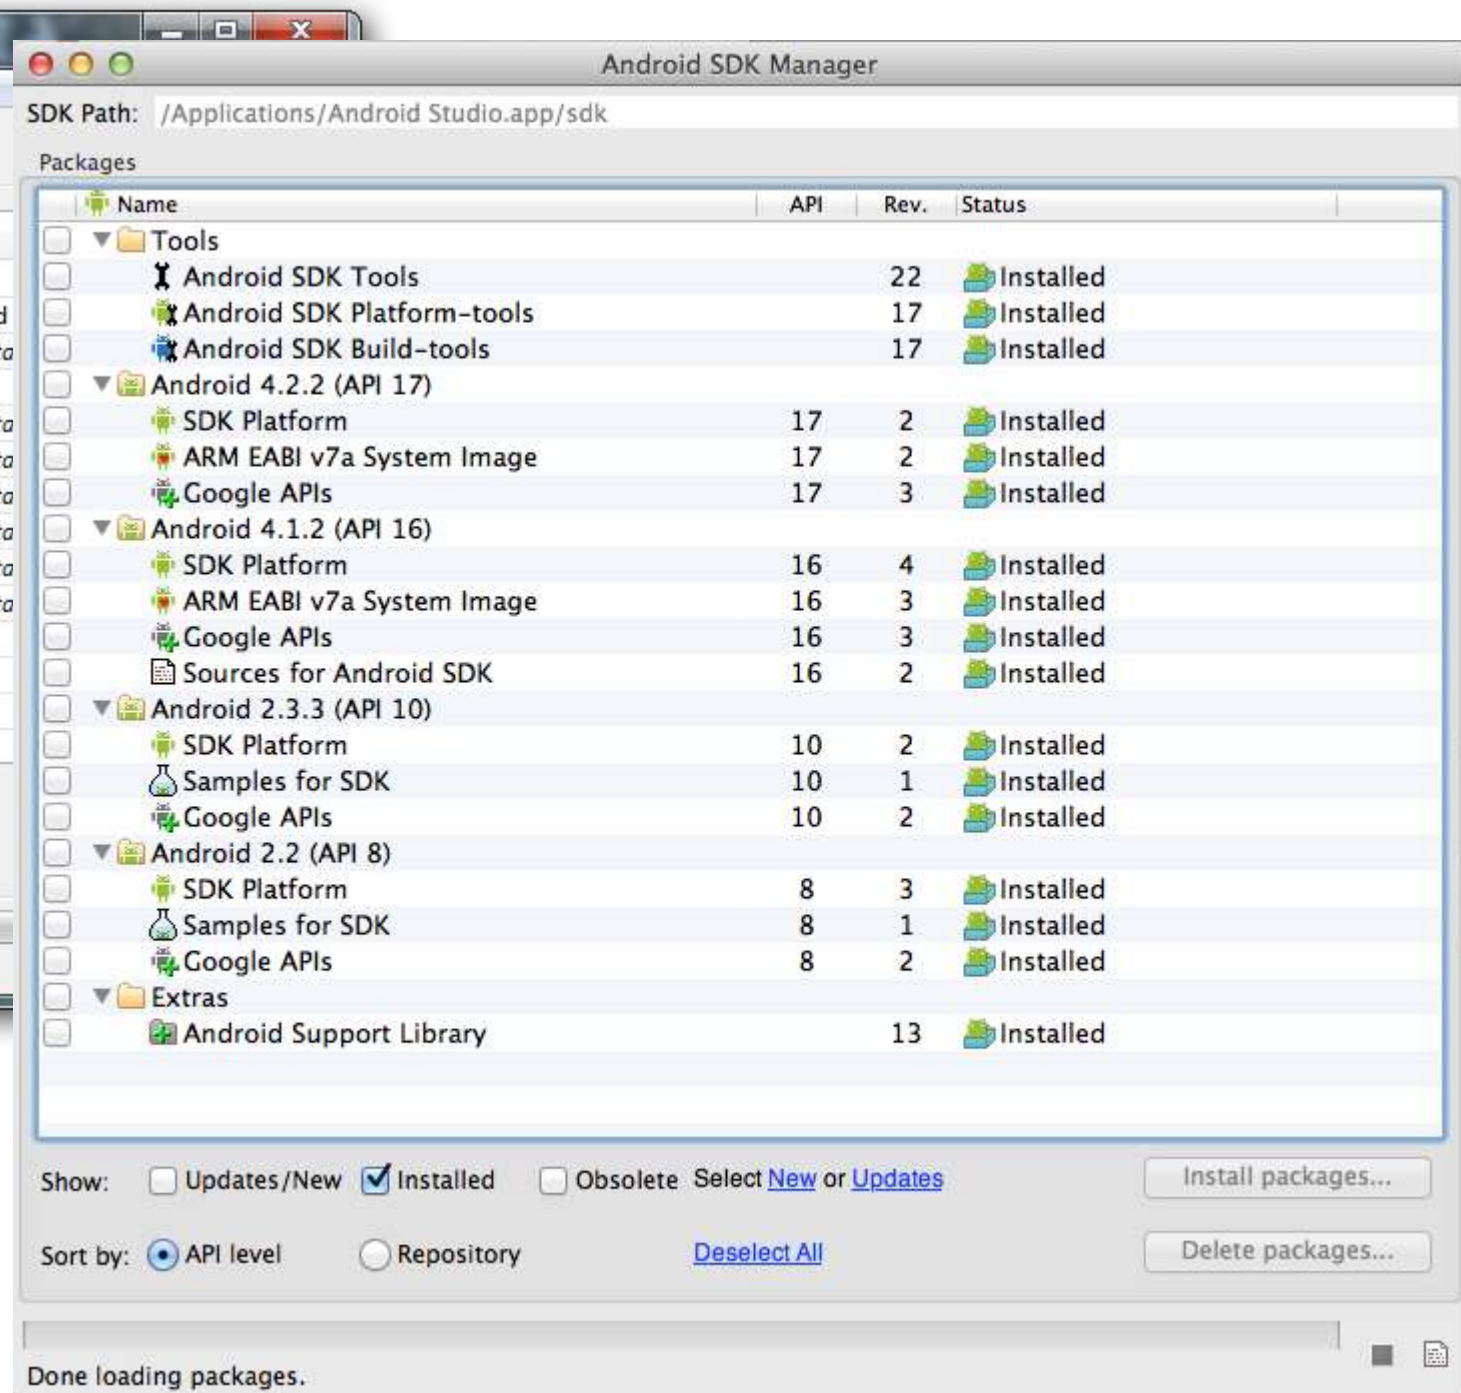 Android SDK Manager
SDK Path: /Applications/Android Studio.app/sdk
Packages
Name API Rev. Status
Tools
Android SDK Tools 22 Installed
Android SDK Platform-tools 17 Installed
Android SDK Build-tools 17 Installed
Android 4.2.2 (API 17)
SDK Platform 17 2 Installed
ARM EABI v7a System Image 17 2 Installed
Google APIs 17 3 Installed
Android 4.1.2 (API 16)
SDK Platform 16 4 Installed
ARM EABI v7a System Image 16 3 Installed
Google APIs 16 3 Installed
Sources for Android SDK 16 2 Installed
Android 2.3.3 (API 10)
SDK Platform 10 2 Installed
Samples for SDK 10 1 Installed
Google APIs 10 2 Installed
Android 2.2 (API 8)
SDK Platform 8 3 Installed
Samples for SDK 8 1 Installed
Google APIs 8 2 Installed
Extras
Android Support Library 13 Installed
Show: Updates/New Installed Obsolete Select New or Updates Install packages...
Sort by: API level Repository Deselect All Delete packages...
Done loading packages.